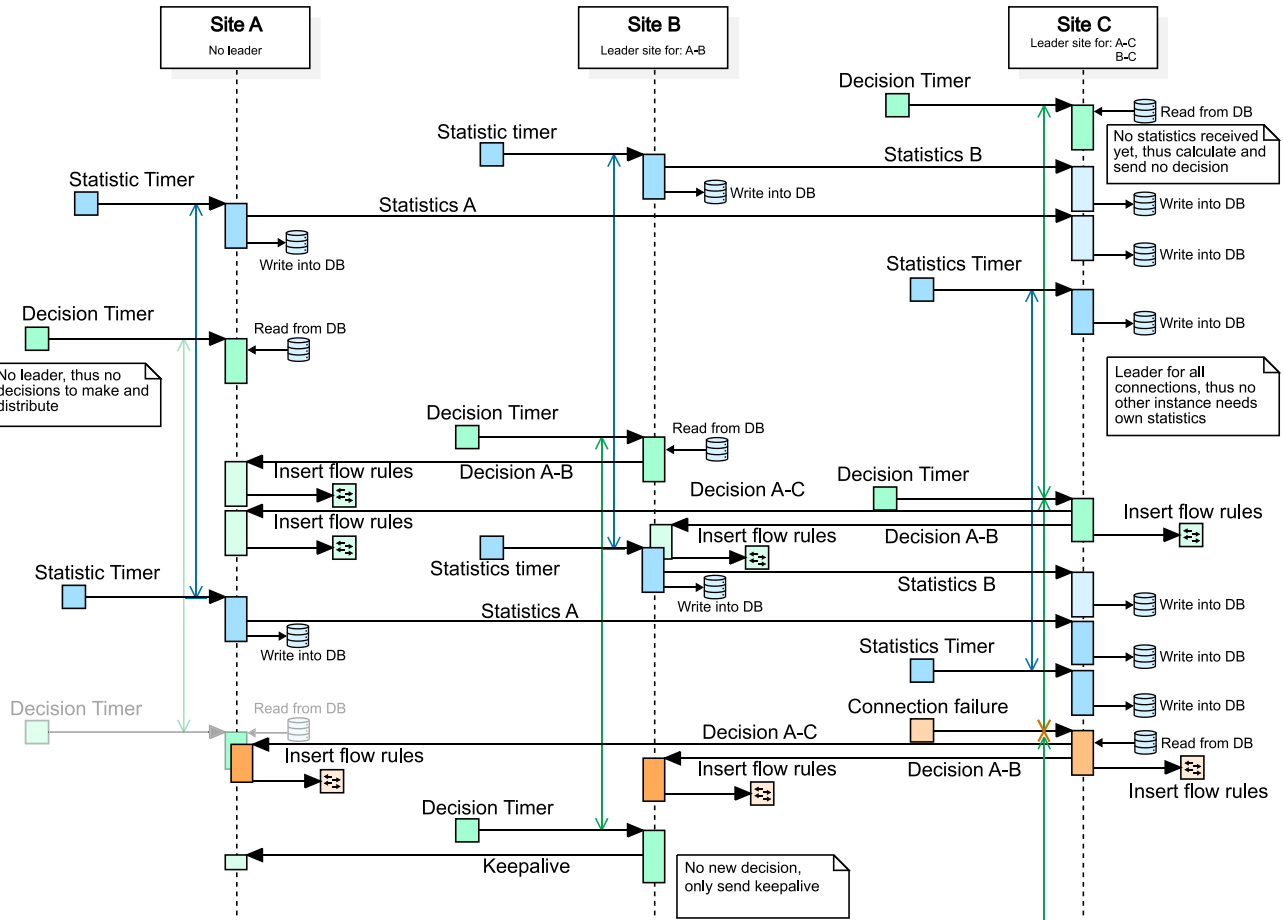 Site A
No leader
Site B
Leader site for: A-B
Site C
Leader site for: A-C
B-C
Decision Timer
Read from DB
No statistics received
yet, thus calculate and
send no decision
Statistic timer
Statistics B
Write into DB
Write into DB
Statistic Timer
Statistics A
Write into DB
Write into DB
Statistics Timer
Write into DB
Decision Timer
Read from DB
No leader, thus no
decisions to make and
distribute
Leader for all
connections, thus no
other instance needs
own statistics
Decision Timer
Read from DB
Decision A-B
Insert flow rules
Decision Timer
Decision A-C
Insert flow rules
Insert flow rules
Decision A-B
Insert flow rules
Statistics timer
Statistics B
Write into DB
Write into DB
Statistic Timer
Statistics A
Write into DB
Write into DB
Statistics Timer
Write into DB
Decision Timer
Read from DB
Connection failure
Read from DB
Decision A-C
Insert flow rules
Decision A-B
Insert flow rules
Insert flow rules
Decision Timer
Keepalive
No new decision,
only send keepalive